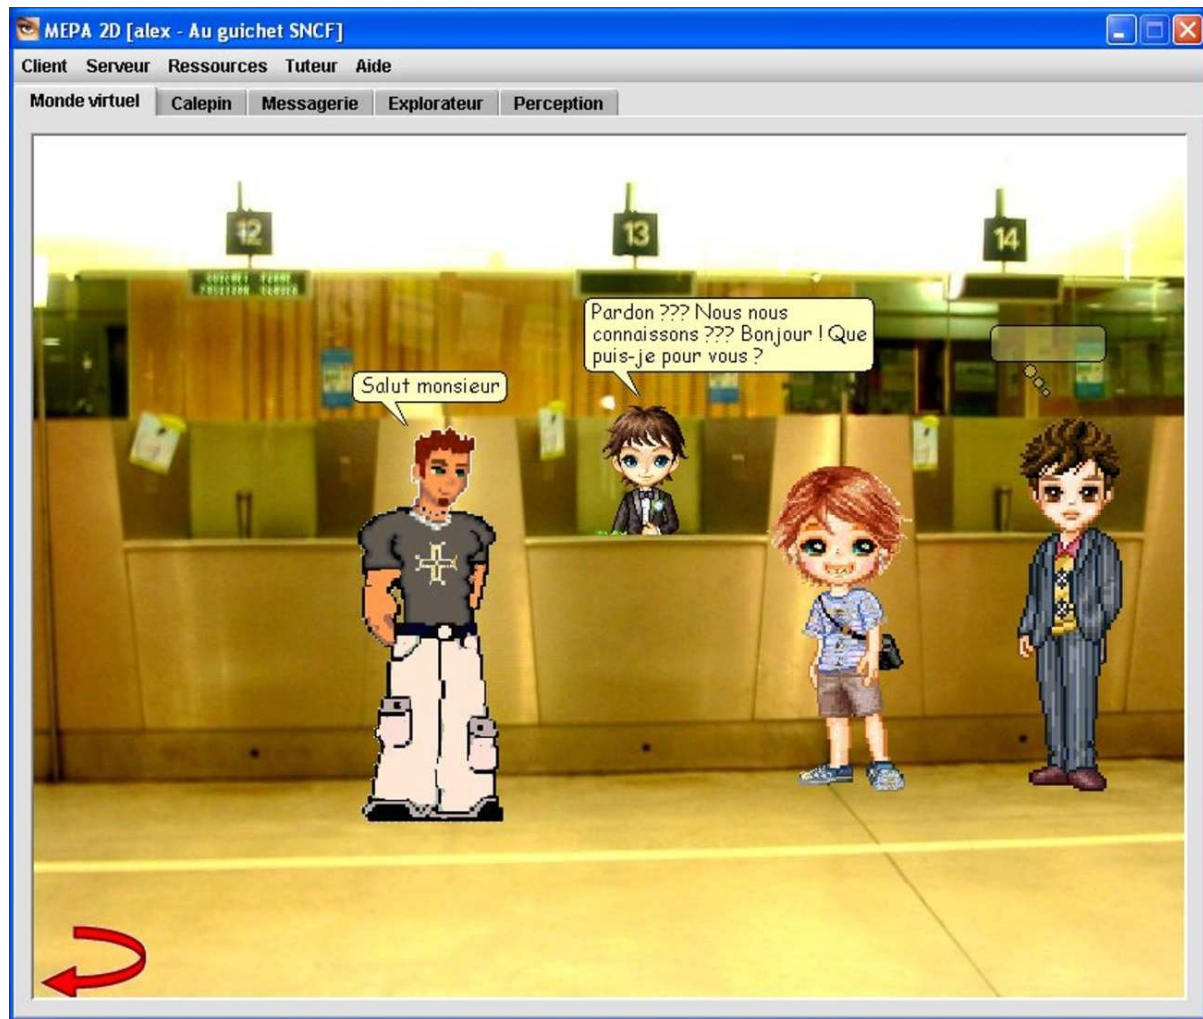 MEPA 2D [alex - Au guichet SNCF]
Client Serveur Ressources Tuteur Aide
Monde virtuel Calepin Messagerie Explorateur Perception
12
13
14
Pardon ??? Nous nous
connaissons ??? Bonjour ! Que
puis-je pour vous ?
Salut monsieur